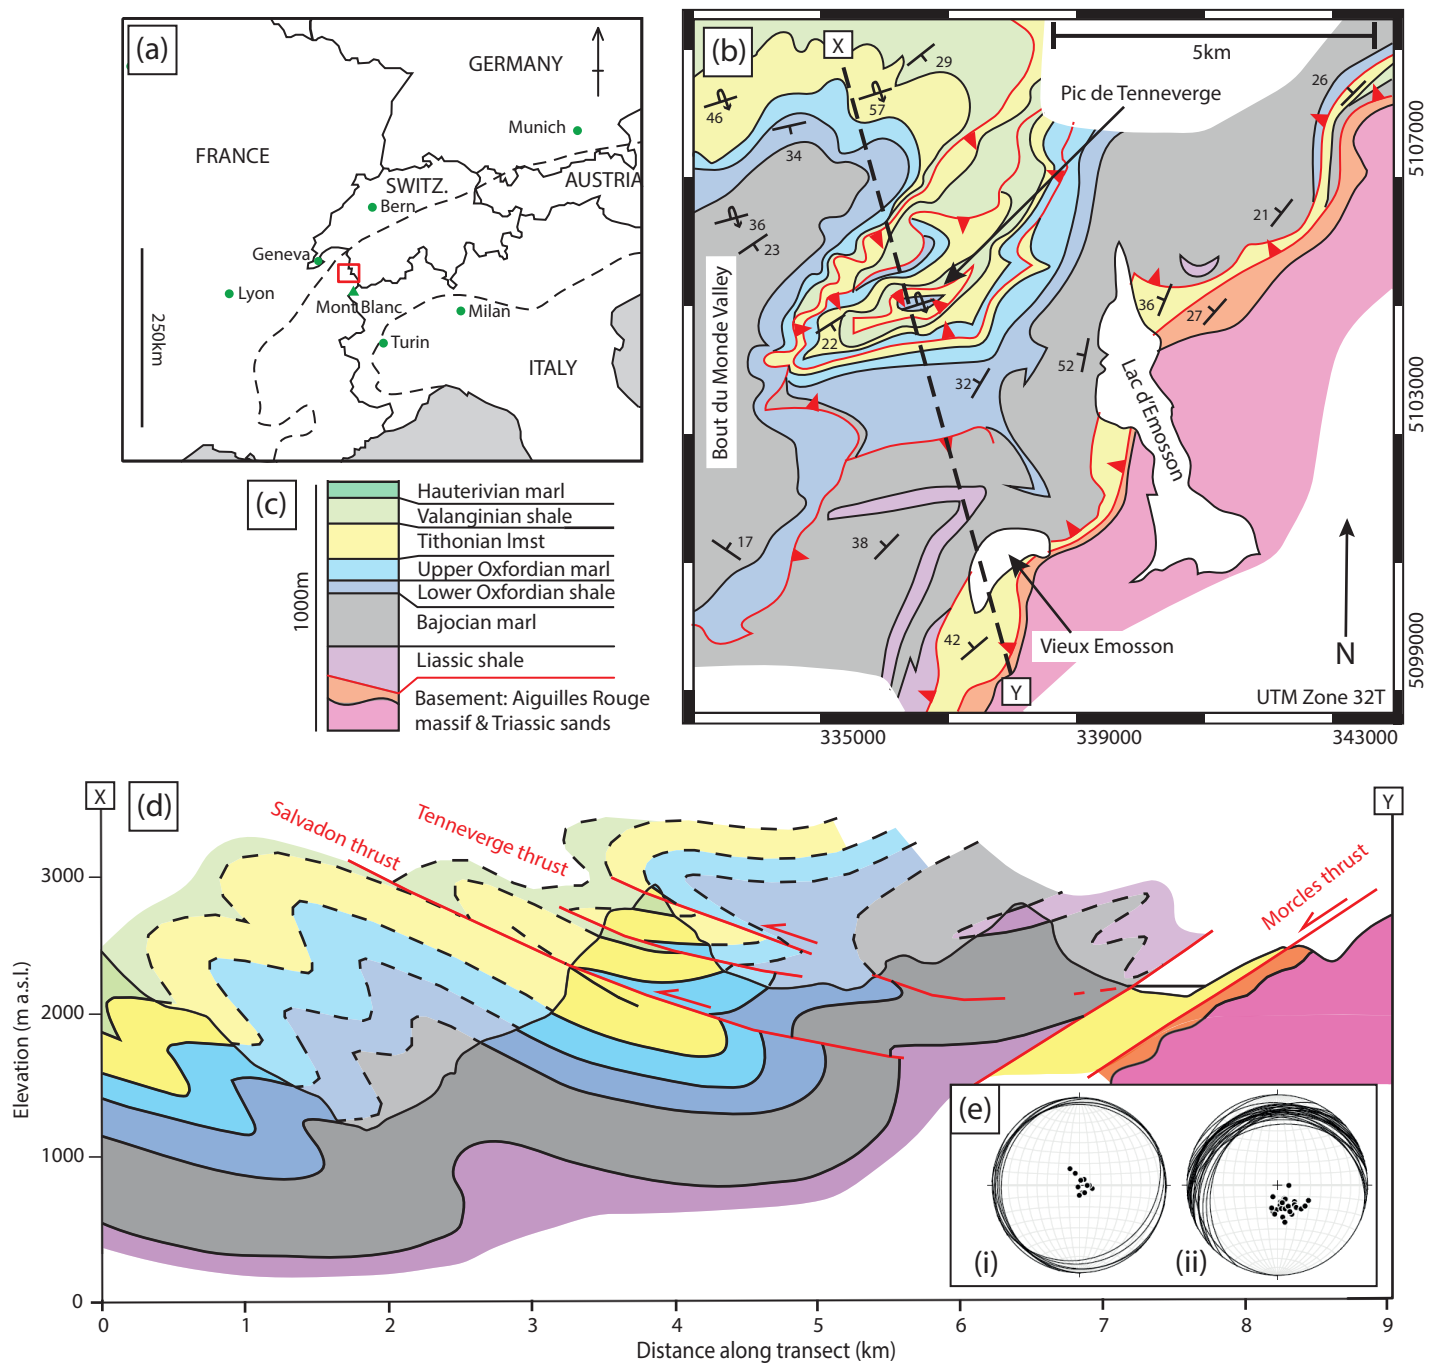 (a)
GERMANY
Munich
FRANCE
SWITZ.
AUSTRIA
Bern
Geneva
Lyon
Mont Blanc
Milan
Turin
ITALY
250km
(b)
X
29
5km
Pic de Tenneverge
26
46
57
34
36
23
21
22
36
27
52
32
Bout du Monde Valley
Lac d'Emosson
17
38
42
Vieux Emosson
Y
N
UTM Zone 32T
5107000
5103000
5099000
335000
339000
343000
(c)
1000m
Hauterivian marl
Valanginian shale
Tithonian lmst
Upper Oxfordian marl
Lower Oxfordian shale
Bajocian marl
Liassic shale
Basement: Aiguilles Rouge
massif & Triassic sands
X
(d)
Y
Salvadon thrust
Tenneverge thrust
Morcles thrust
3000
2000
1000
0
Elevation (m a.s.l.)
0
1
2
3
4
5
6
7
8
9
Distance along transect (km)
(e)
(i)
(ii)